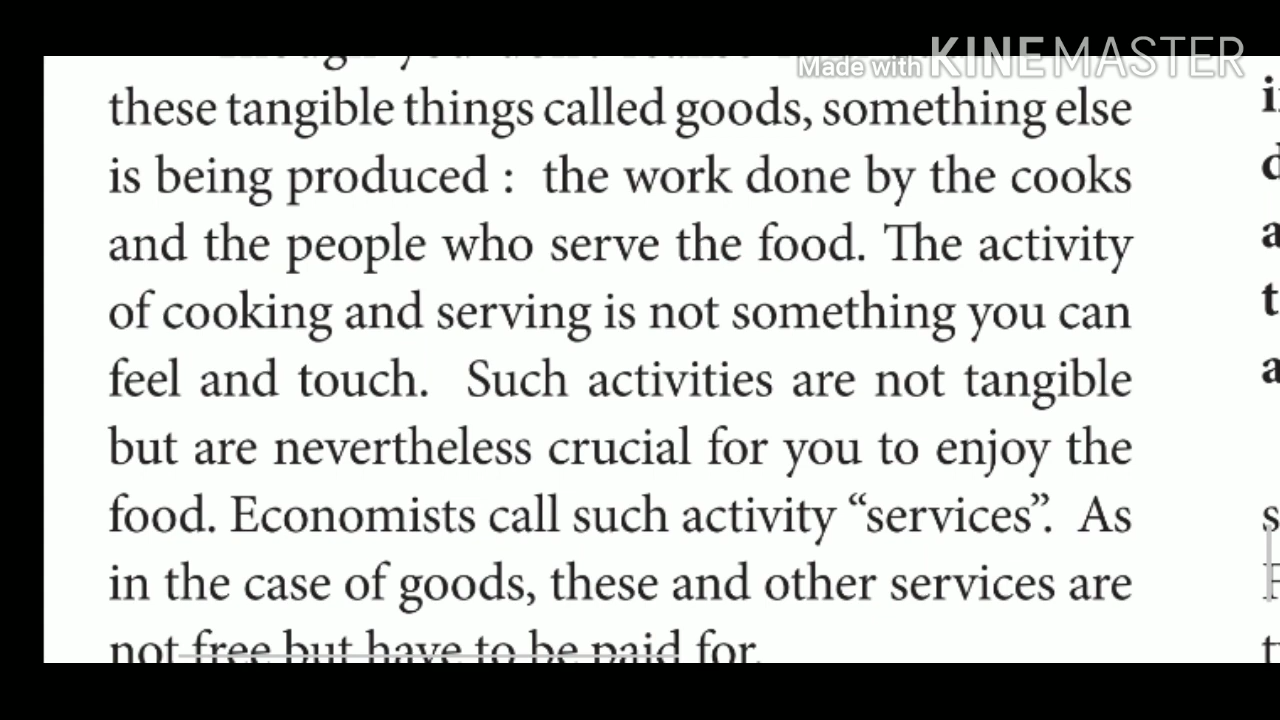 Made with KINEMASTER
these tangible things called goods, something else
is being produced :  the work done by the cooks
and the people who serve the food. The activity
of cooking and serving is not something you can
feel and touch.  Such activities are not tangible
but are nevertheless crucial for you to enjoy the
food. Economists call such activity “services”.  As
in the case of goods, these and other services are
not free but have to be paid for.